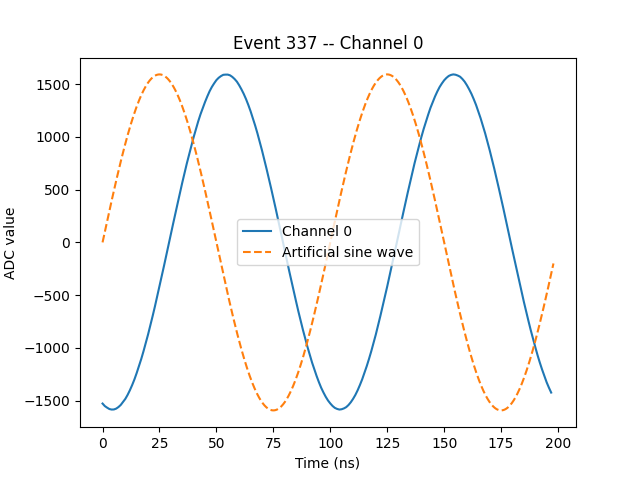 Event 337 -- Channel 0
ADC value
1500
1000
500
0
−500
−1000
−1500
Channel 0
Artificial sine wave
0 25 50 75 100 125 150 175 200
Time (ns)